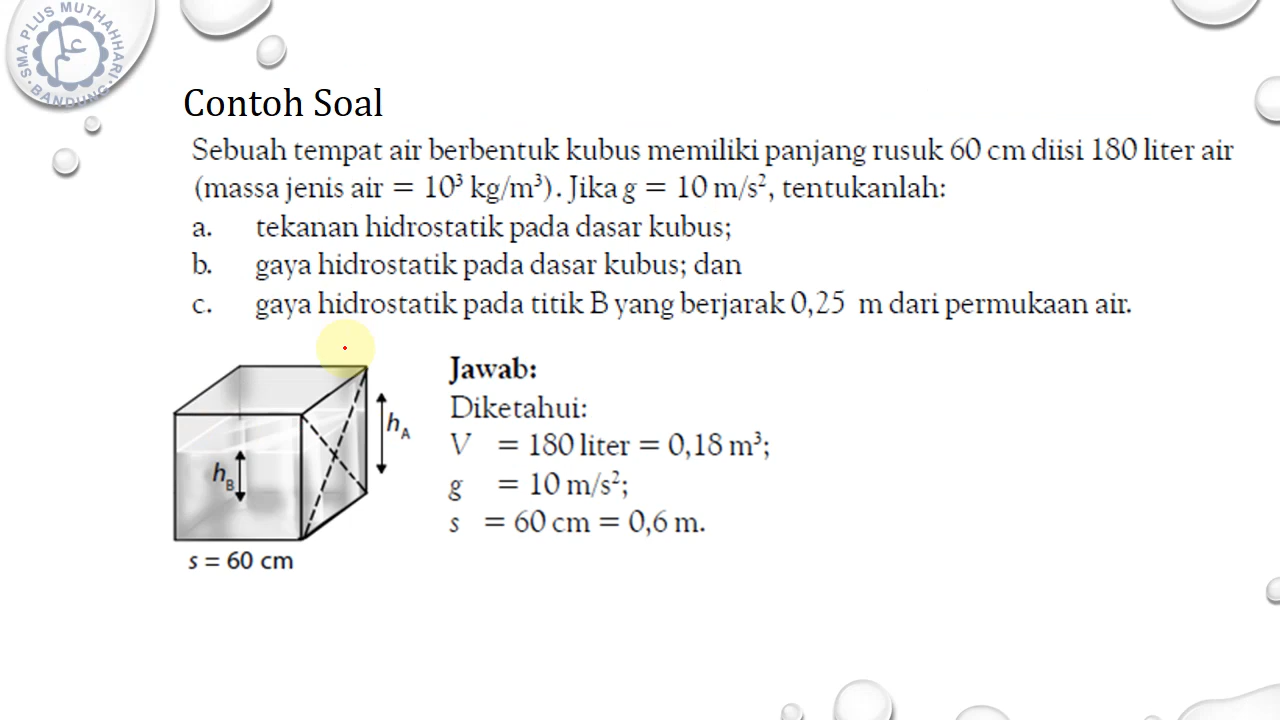 SMA PLUS MUTHAHHARI
BANDUNG
Contoh Soal
Sebuah tempat air berbentuk kubus memiliki panjang rusuk 60 cm diisi 180 liter air
(massa jenis air = 10³ kg/m³). Jika g = 10 m/s², tentukanlah:
a. tekanan hidrostatik pada dasar kubus;
b. gaya hidrostatik pada dasar kubus; dan
c. gaya hidrostatik pada titik B yang berjarak 0,25 m dari permukaan air.
hA
hB
s = 60 cm
Jawab:
Diketahui:
V = 180 liter = 0,18 m³;
g = 10 m/s²;
s = 60 cm = 0,6 m.